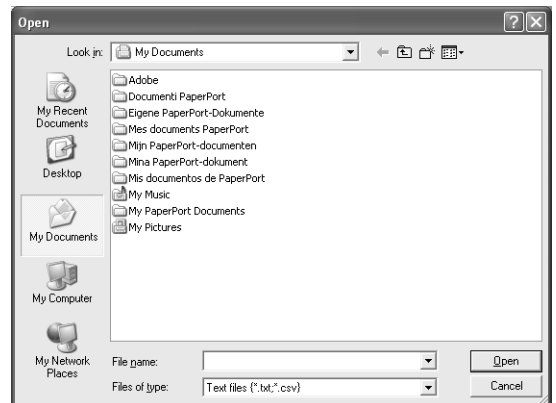 Open
Look in: My Documents
My Recent
Documents
Desktop
My Documents
My Computer
My Network
Places
Adobe
Documenti PaperPort
Eigene PaperPort-Dokumente
Mes documents PaperPort
Mijn PaperPort-documenten
Mina PaperPort-dokument
Mis documentos de PaperPort
My Music
My PaperPort Documents
My Pictures
File name:
Open
Files of type: Text files {*.txt;*.csv}
Cancel